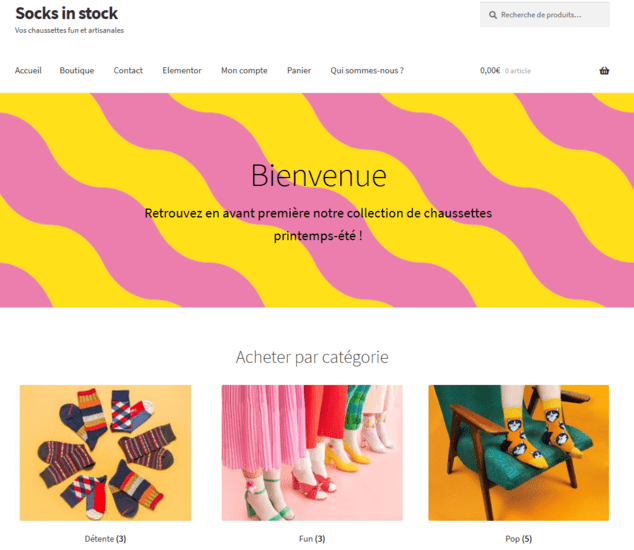 Socks in stock
Vos chaussettes fun et artisanales
Recherche de produits…
Accueil Boutique Contact Elementor Mon compte Panier Qui sommes-nous ?
0,00€ 0 article
Bienvenue
Retrouvez en avant première notre collection de chaussettes
printemps-été !
Acheter par catégorie
Détente (3)
Fun (3)
Pop (5)